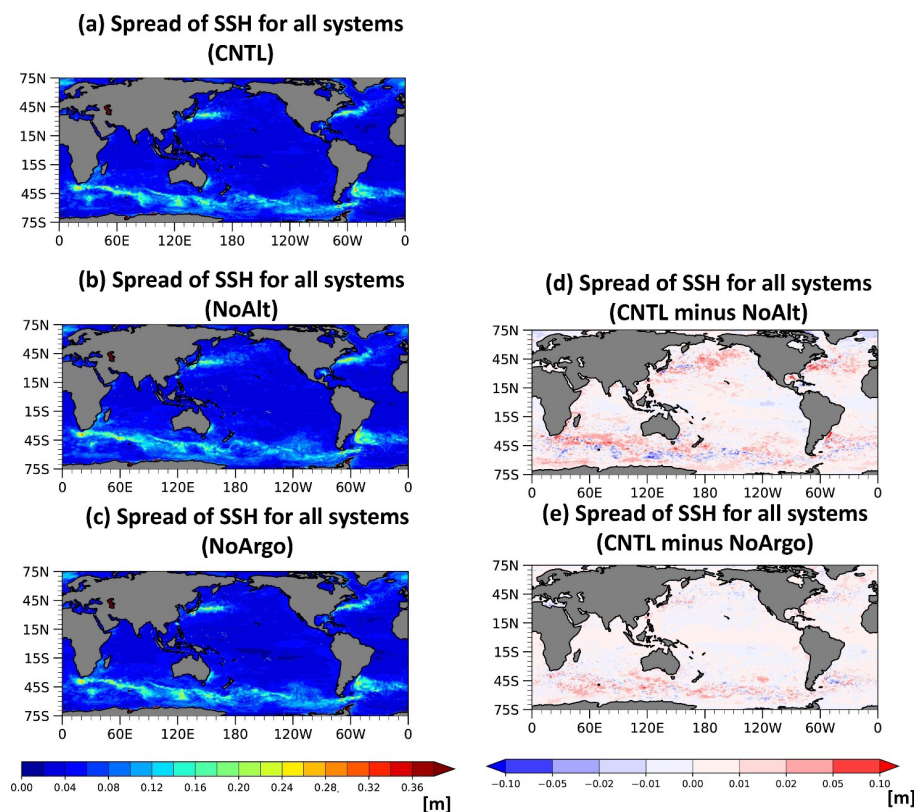 (a) Spread of SSH for all systems
(CNTL)
75N
45N
15N
15S
45S
75S
0 60E 120E 180 120W 60W 0
(b) Spread of SSH for all systems
(NoAlt)
75N
45N
15N
15S
45S
75S
0 60E 120E 180 120W 60W 0
(d) Spread of SSH for all systems
(CNTL minus NoAlt)
75N
45N
15N
15S
45S
75S
0 60E 120E 180 120W 60W 0
(c) Spread of SSH for all systems
(NoArgo)
75N
45N
15N
15S
45S
75S
0 60E 120E 180 120W 60W 0
(e) Spread of SSH for all systems
(CNTL minus NoArgo)
75N
45N
15N
15S
45S
75S
0 60E 120E 180 120W 60W 0
0.00 0.04 0.08 0.12 0.16 0.20 0.24 0.28 0.32 0.36
[m]
−0.10 −0.05 −0.02 −0.01 0.00 0.01 0.02 0.05 0.10
[m]